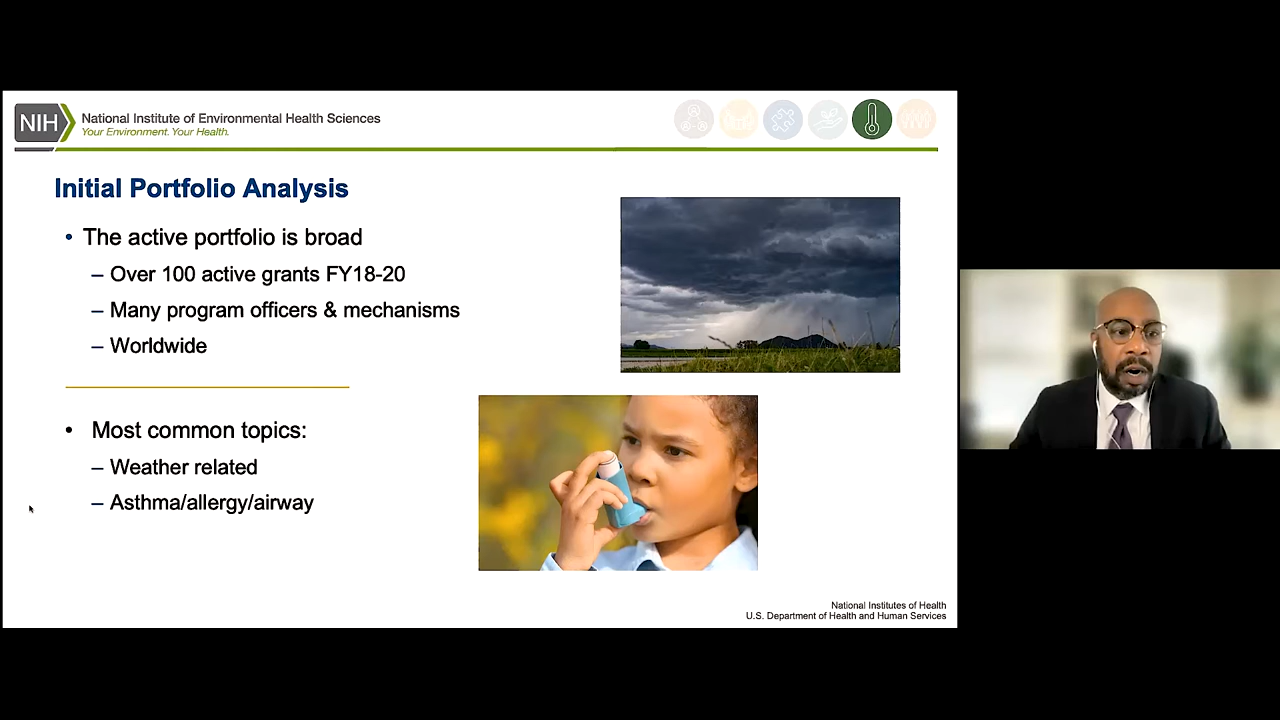 NIH
National Institute of Environmental Health Sciences
Your Environment. Your Health.
Initial Portfolio Analysis
• The active portfolio is broad
– Over 100 active grants FY18-20
– Many program officers & mechanisms
– Worldwide
• Most common topics:
– Weather related
– Asthma/allergy/airway
National Institutes of Health
U.S. Department of Health and Human Services